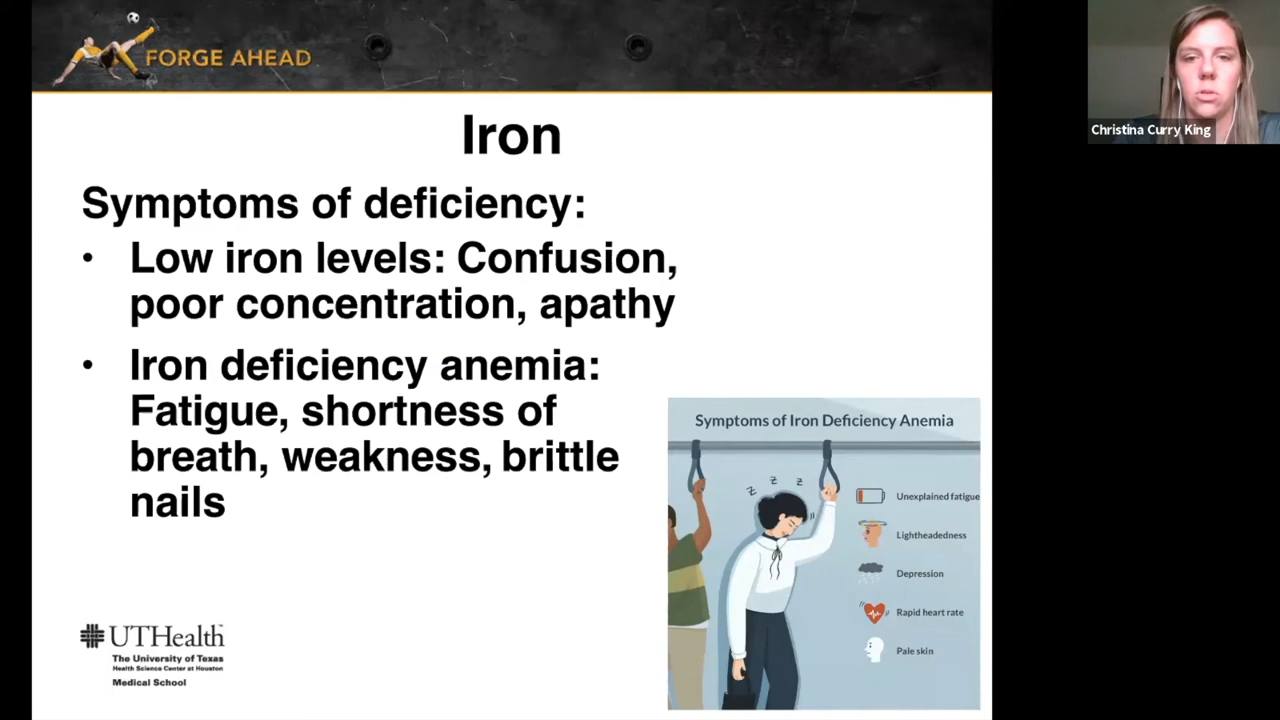 FORGE AHEAD
Christina Curry King
Iron
Symptoms of deficiency:
• Low iron levels: Confusion,
poor concentration, apathy
• Iron deficiency anemia:
Fatigue, shortness of
breath, weakness, brittle
nails
Symptoms of Iron Deficiency Anemia
z z z
Unexplained fatigue
Lightheadedness
Depression
Rapid heart rate
Pale skin
UTHealth™
The University of Texas
Health Science Center at Houston
Medical School